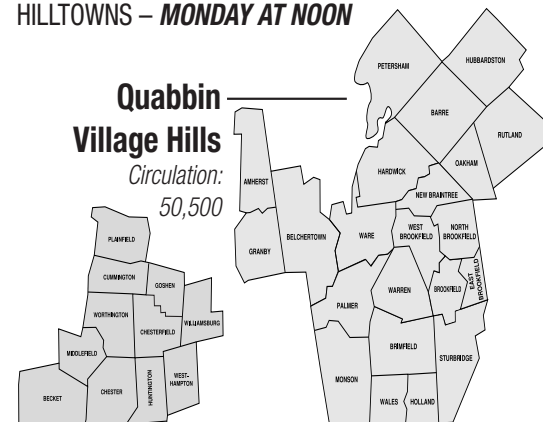 HILLTOWNS – MONDAY AT NOON
Quabbin
Village Hills
Circulation:
50,500
PETERSHAM
HUBBARDSTON
BARRE
RUTLAND
OAKHAM
HARDWICK
NEW BRAINTREE
AMHERST
BELCHERTOWN
GRANBY
WARE
WEST
BROOKFIELD
NORTH
BROOKFIELD
EAST
BROOKFIELD
BROOKFIELD
WARREN
PALMER
BRIMFIELD
STURBRIDGE
MONSON
WALES
HOLLAND
PLAINFIELD
CUMMINGTON
GOSHEN
WORTHINGTON
CHESTERFIELD
WILLIAMSBURG
MIDDLEFIELD
BECKET
CHESTER
HUNTINGTON
WEST-
HAMPTON